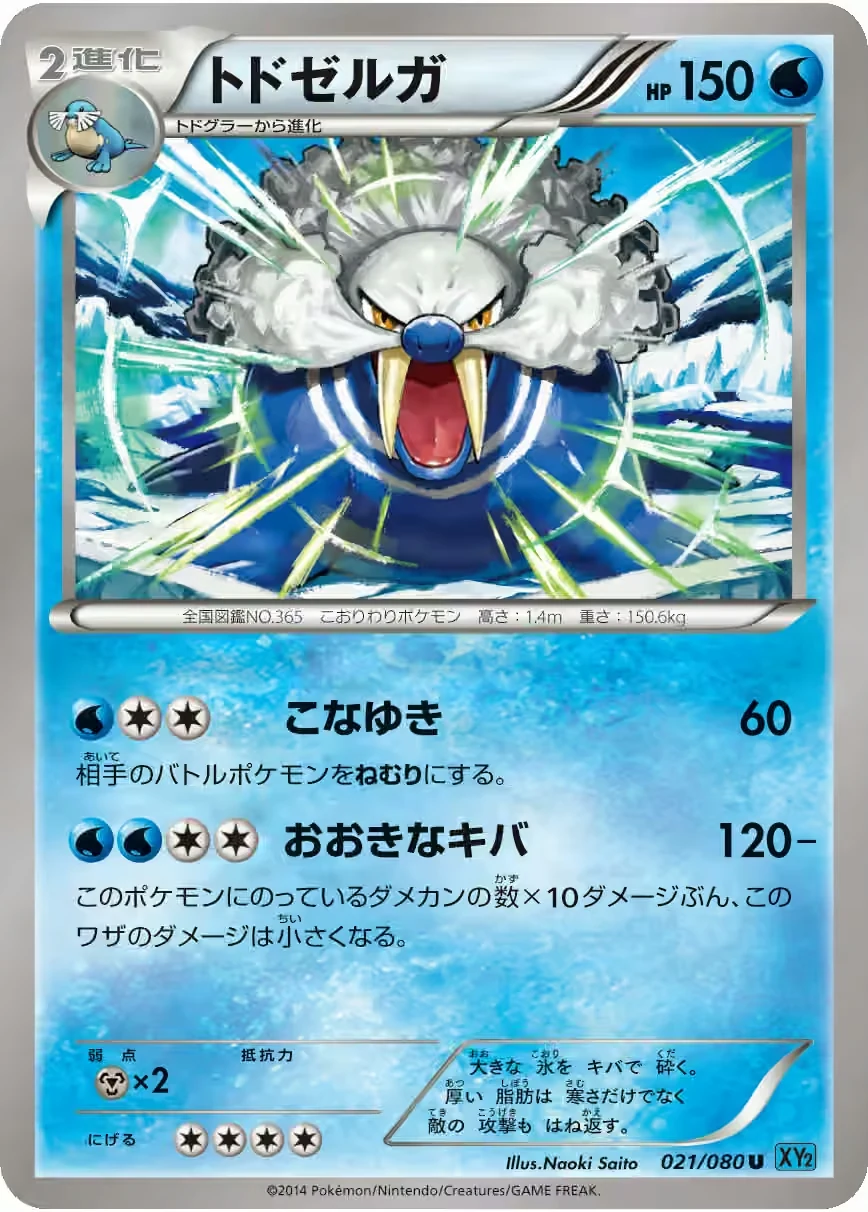 2進化
トドゼルガ
HP 150
トドグラーから進化
全国図鑑NO.365 こおりわりポケモン 高さ：1.4m 重さ：150.6kg
こなゆき 60
相手のバトルポケモンをねむりにする。
おおきなキバ 120−
このポケモンにのっているダメカンの数×10ダメージぶん、この
ワザのダメージは小さくなる。
弱点 抵抗力
×2
にげる
大きな 氷を キバで 砕く。
厚い 脂肪は 寒さだけでなく
敵の 攻撃も はね返す。
Illus.Naoki Saito 021/080 U XY2
©2014 Pokémon/Nintendo/Creatures/GAME FREAK.